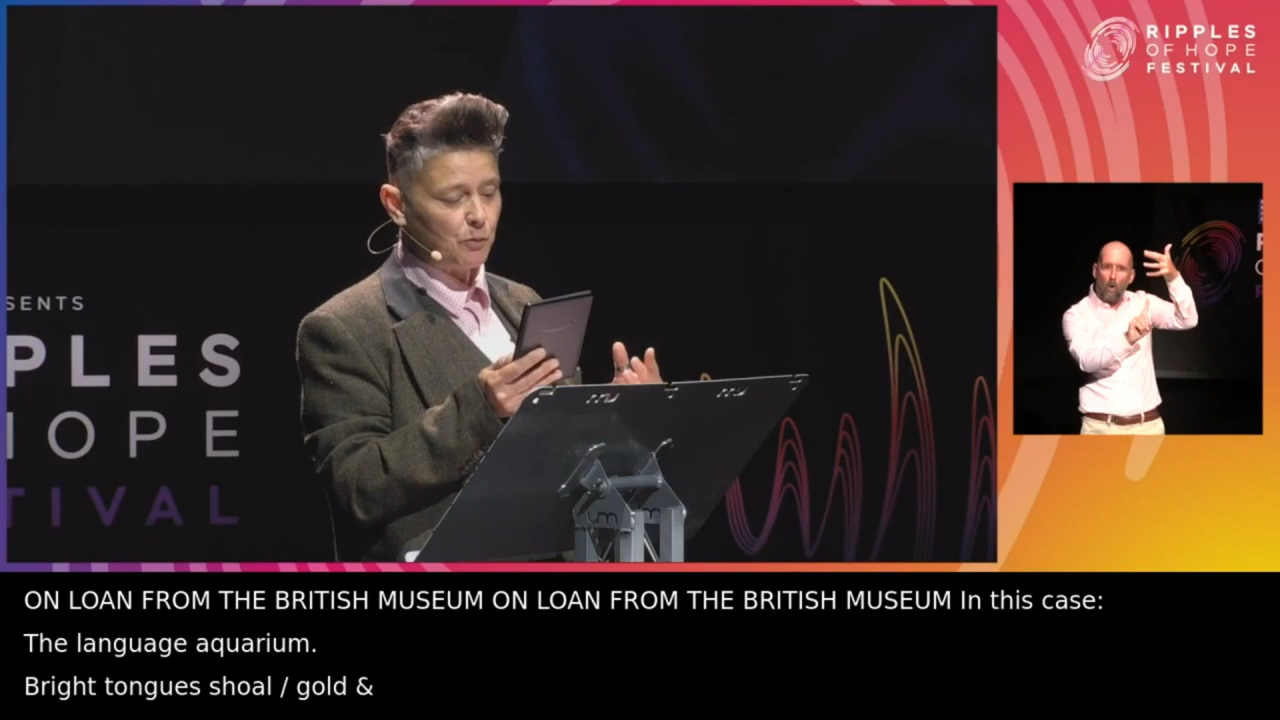 RIPPLES
OF HOPE
FESTIVAL
SENTS
PLES
HOPE
TIVAL
ON LOAN FROM THE BRITISH MUSEUM ON LOAN FROM THE BRITISH MUSEUM In this case:
The language aquarium.
Bright tongues shoal / gold &